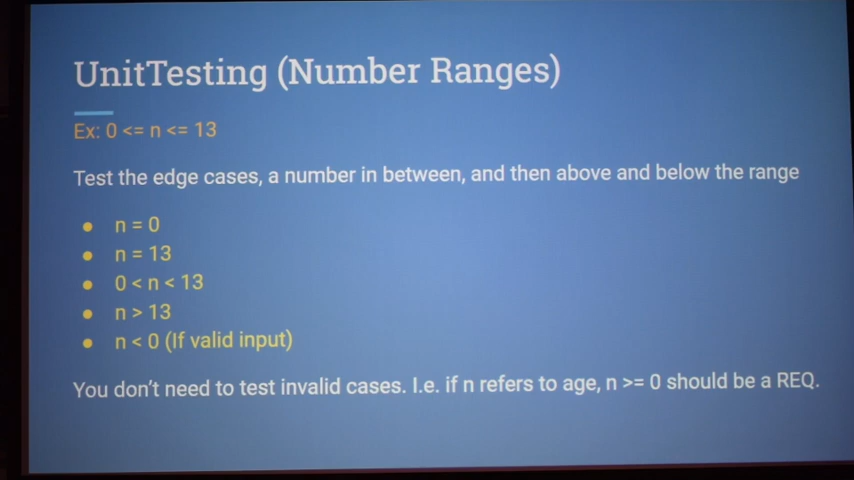 UnitTesting (Number Ranges)
Ex: 0 <= n <= 13
Test the edge cases, a number in between, and then above and below the range
● n = 0
● n = 13
● 0 < n < 13
● n > 13
● n < 0 (If valid input)
You don't need to test invalid cases. I.e. if n refers to age, n >= 0 should be a REQ.